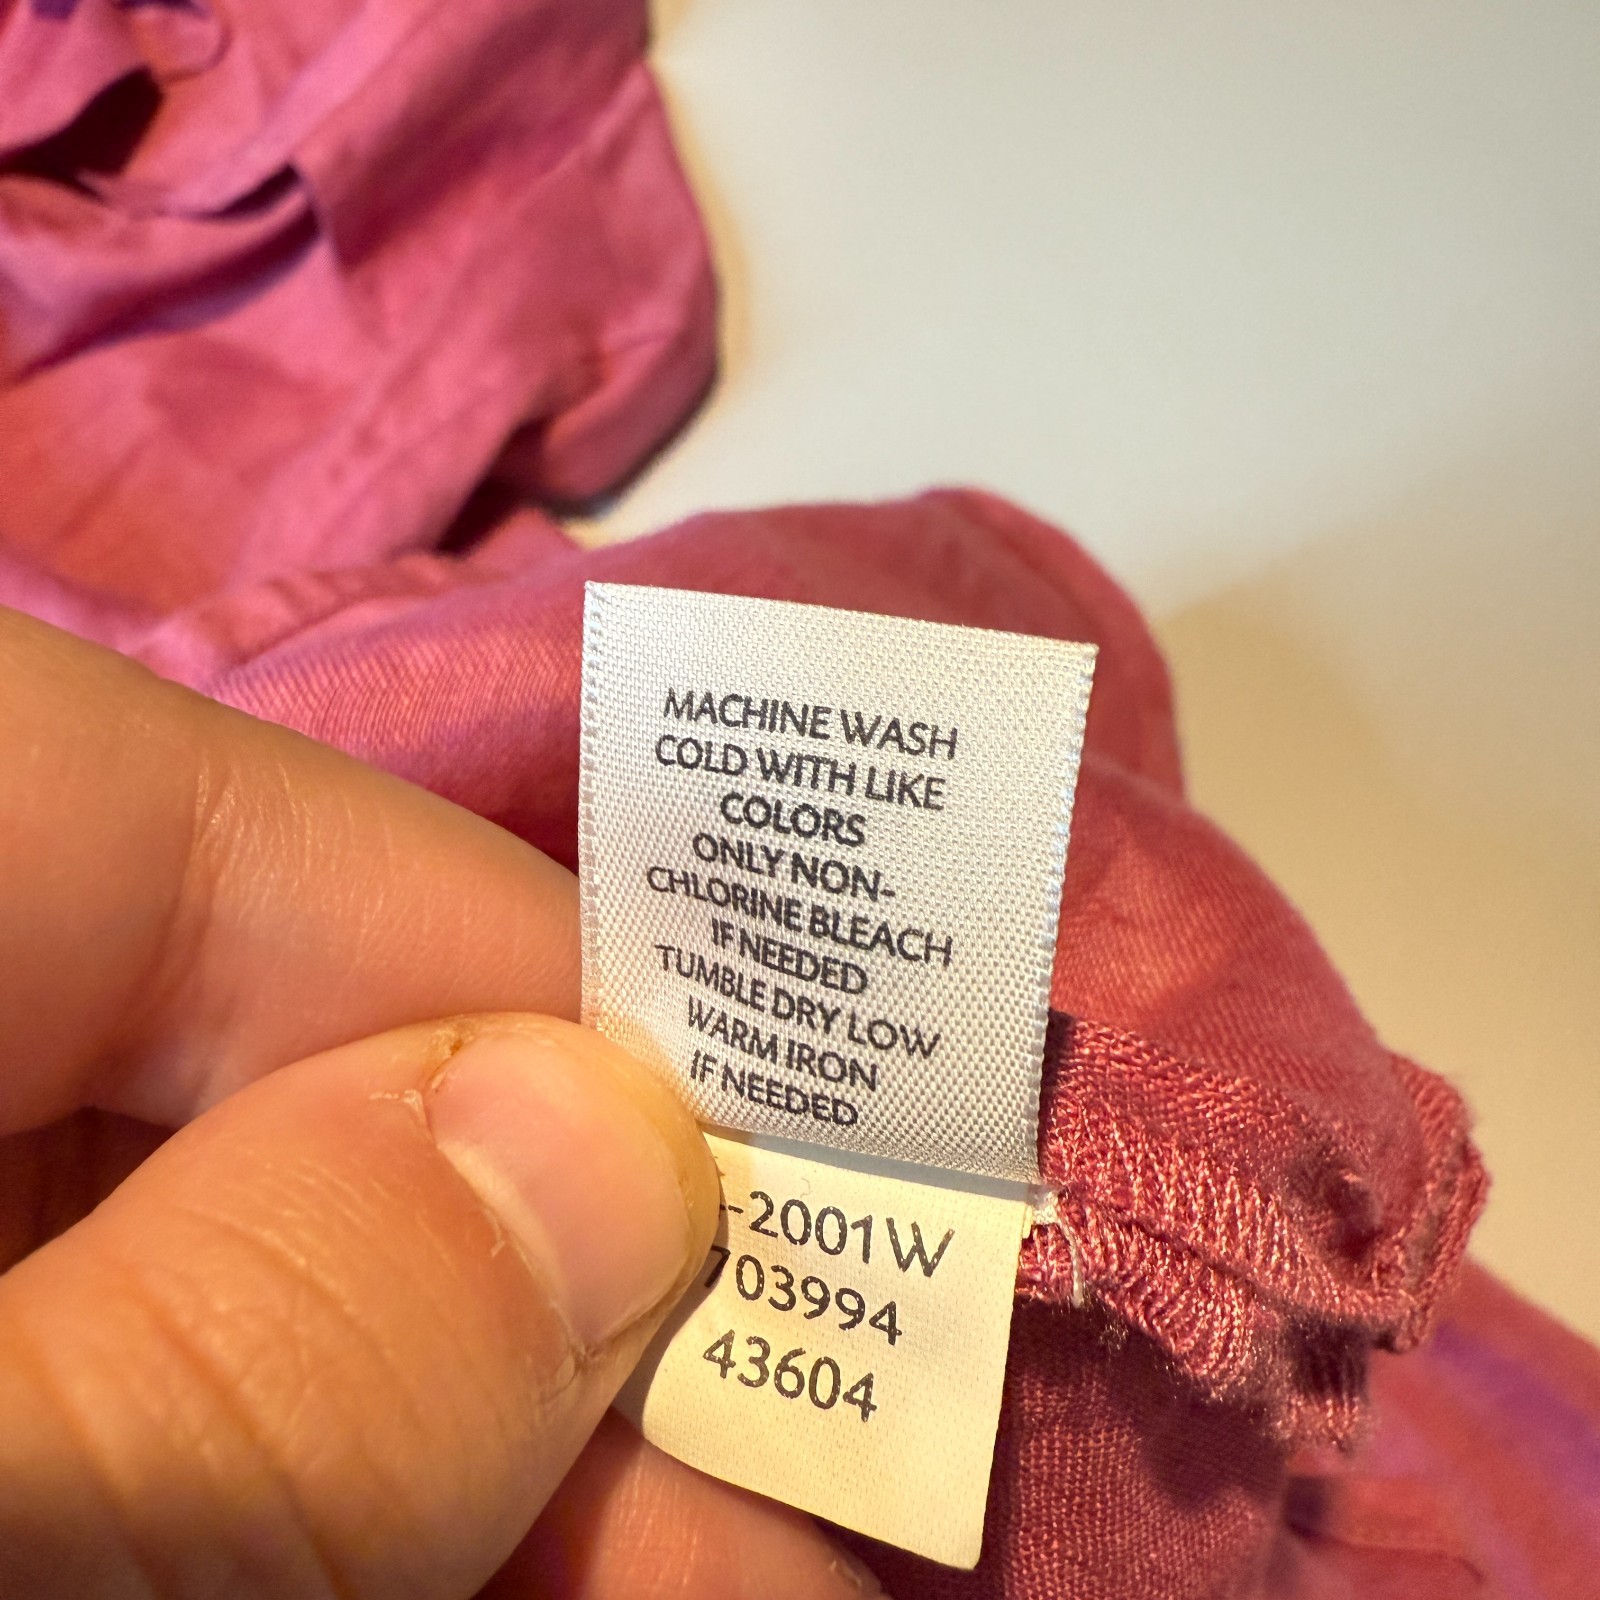 MACHINE WASH
COLD WITH LIKE
COLORS
ONLY NON-
CHLORINE BLEACH
IF NEEDED
TUMBLE DRY LOW
WARM IRON
IF NEEDED
-2001W
703994
43604